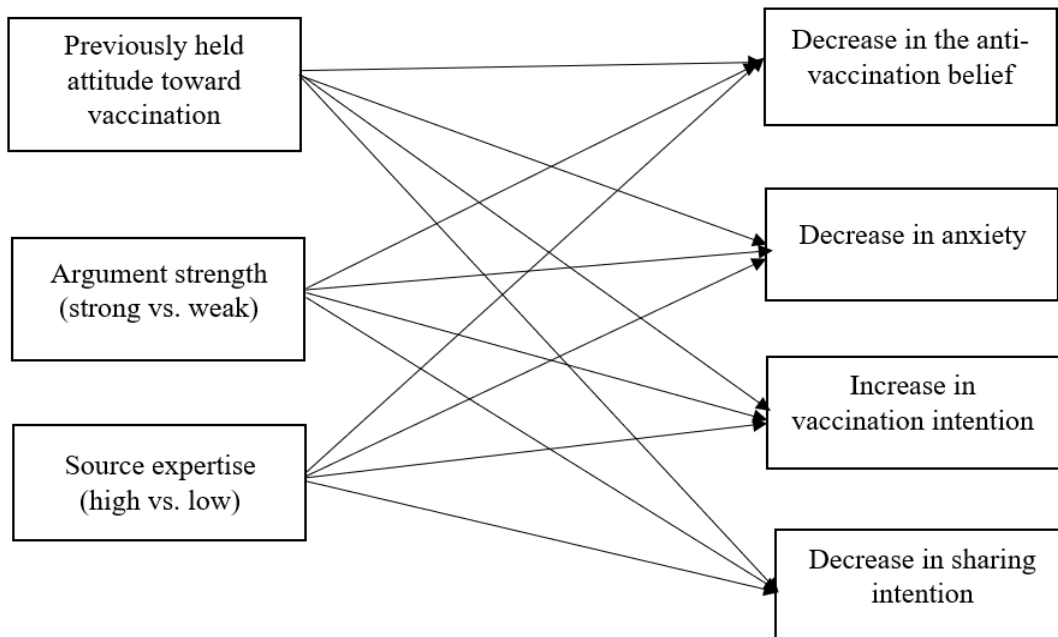 Previously held
attitude toward
vaccination
Argument strength
(strong vs. weak)
Source expertise
(high vs. low)
Decrease in the anti-
vaccination belief
Decrease in anxiety
Increase in
vaccination intention
Decrease in sharing
intention